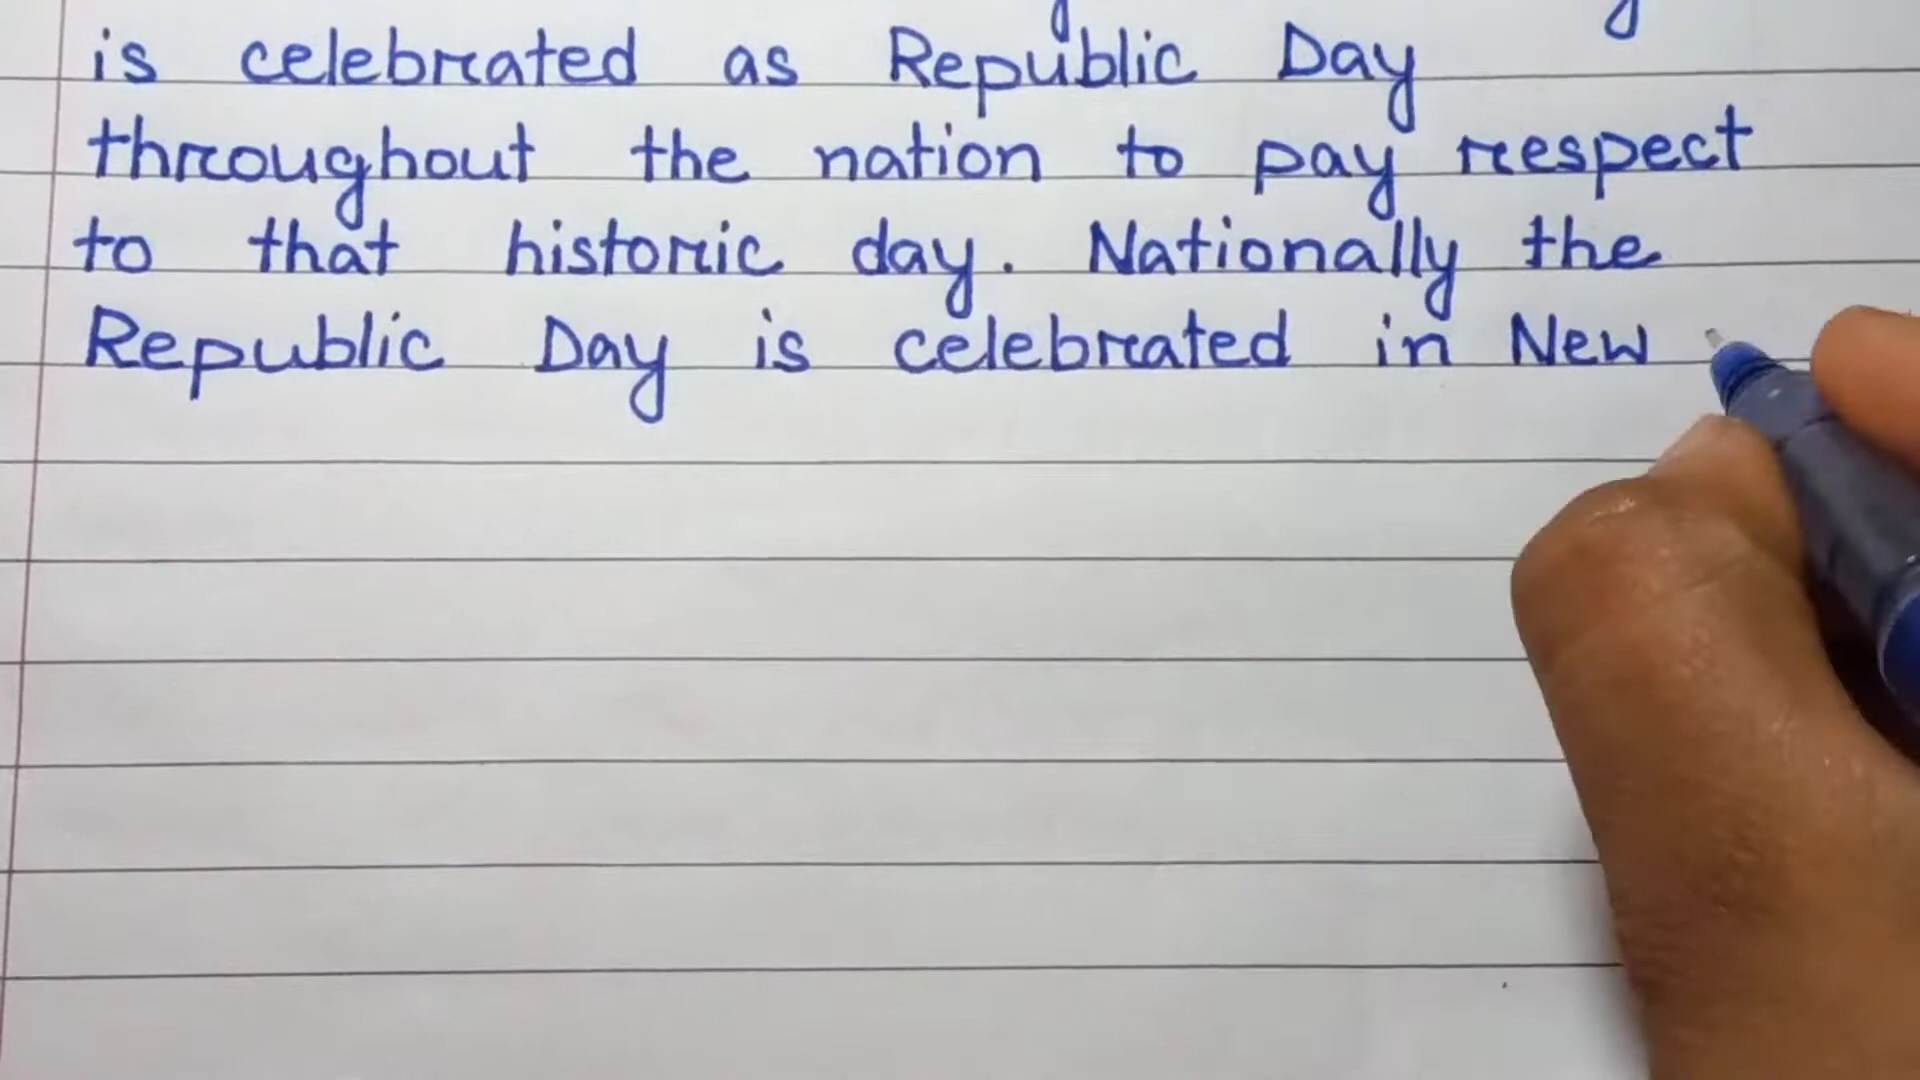 is celebrated as Republic Day
throughout the nation to pay respect
to that historic day. Nationally the
Republic Day is celebrated in New